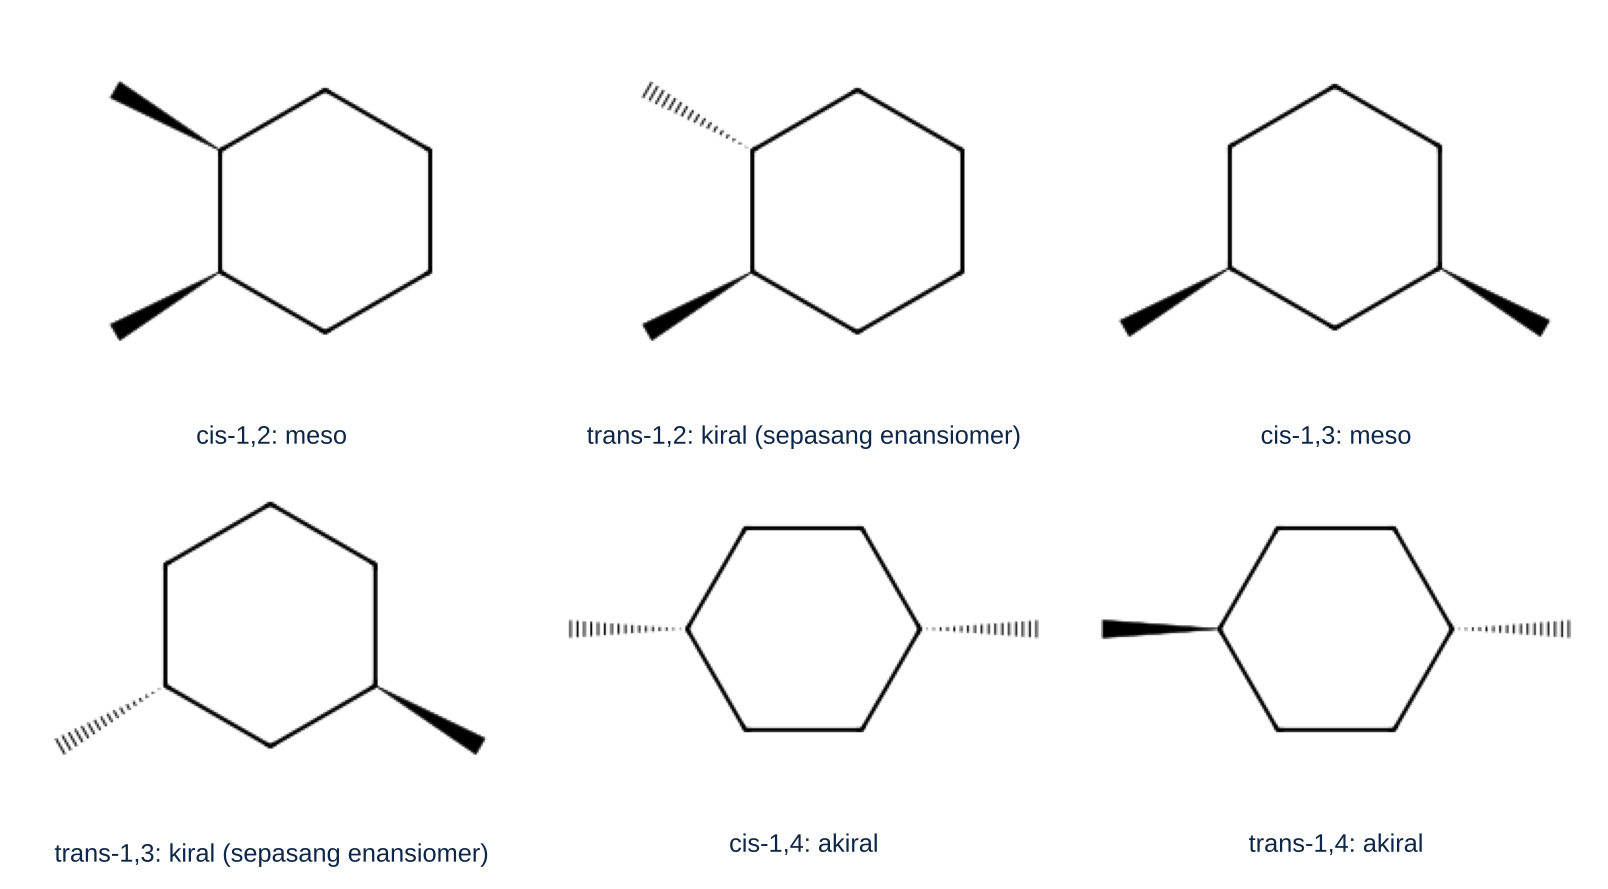 cis-1,2: meso
trans-1,2: kiral (sepasang enansiomer)
cis-1,3: meso
trans-1,3: kiral (sepasang enansiomer)
cis-1,4: akiral
trans-1,4: akiral